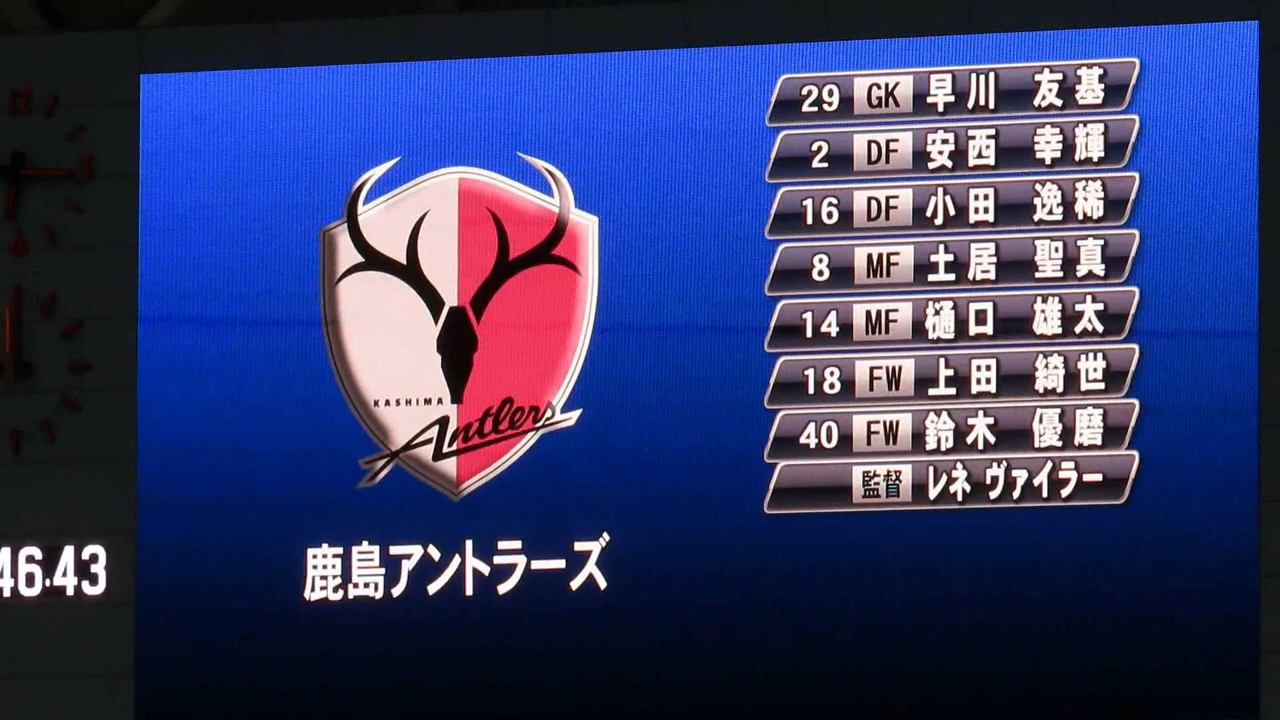 29 GK 早川 友基
2 DF 安西 幸輝
16 DF 小田 逸稀
8 MF 土居 聖真
14 MF 樋口 雄太
18 FW 上田 綺世
40 FW 鈴木 優磨
監督 レネ ヴァイラー
KASHIMA
Antlers
鹿島アントラーズ
46.43